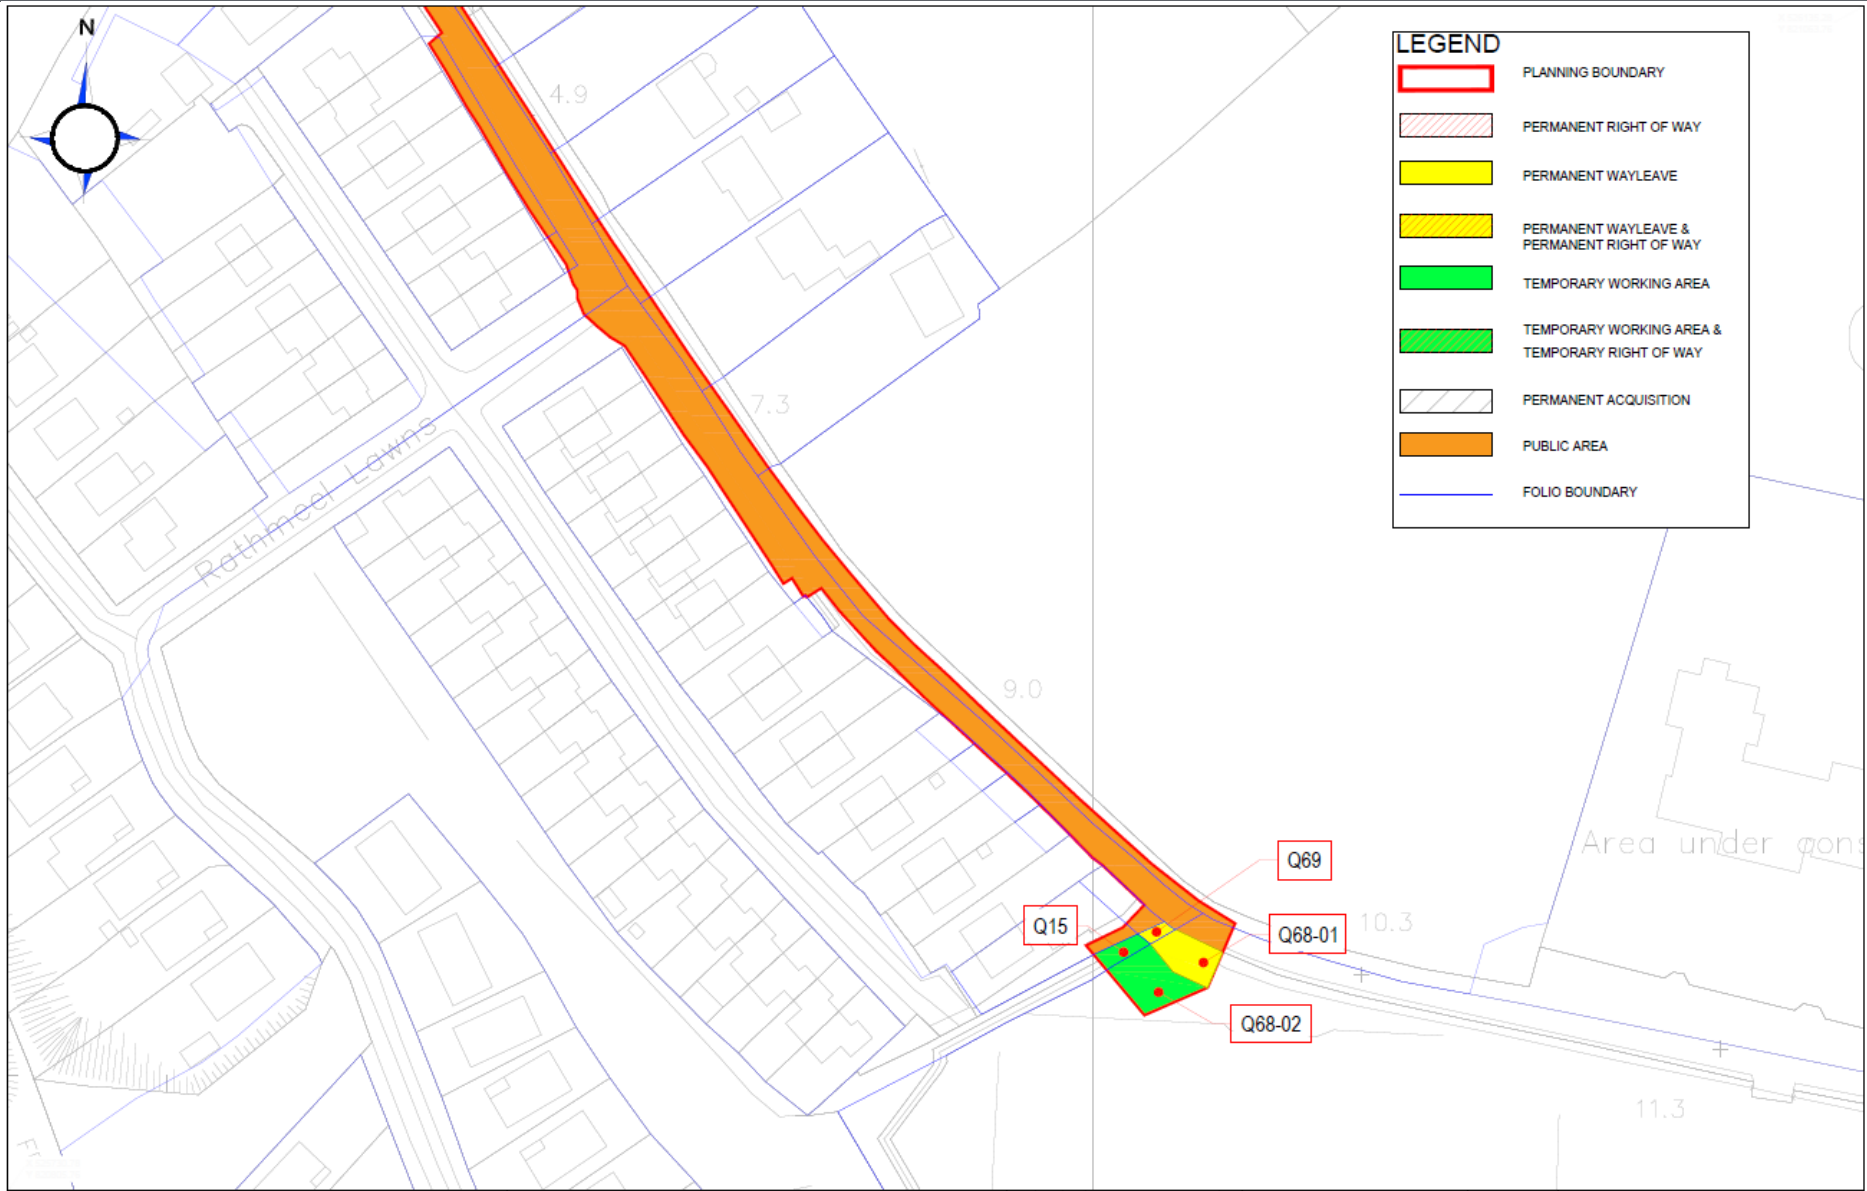 N
LEGEND
PLANNING BOUNDARY
PERMANENT RIGHT OF WAY
PERMANENT WAYLEAVE
PERMANENT WAYLEAVE &
PERMANENT RIGHT OF WAY
TEMPORARY WORKING AREA
TEMPORARY WORKING AREA &
TEMPORARY RIGHT OF WAY
PERMANENT ACQUISITION
PUBLIC AREA
FOLIO BOUNDARY
4.9
7.3
Rathmeel Lawns
9.0
Area under cons
Q69
Q15
Q68-01
10.3
Q68-02
11.3